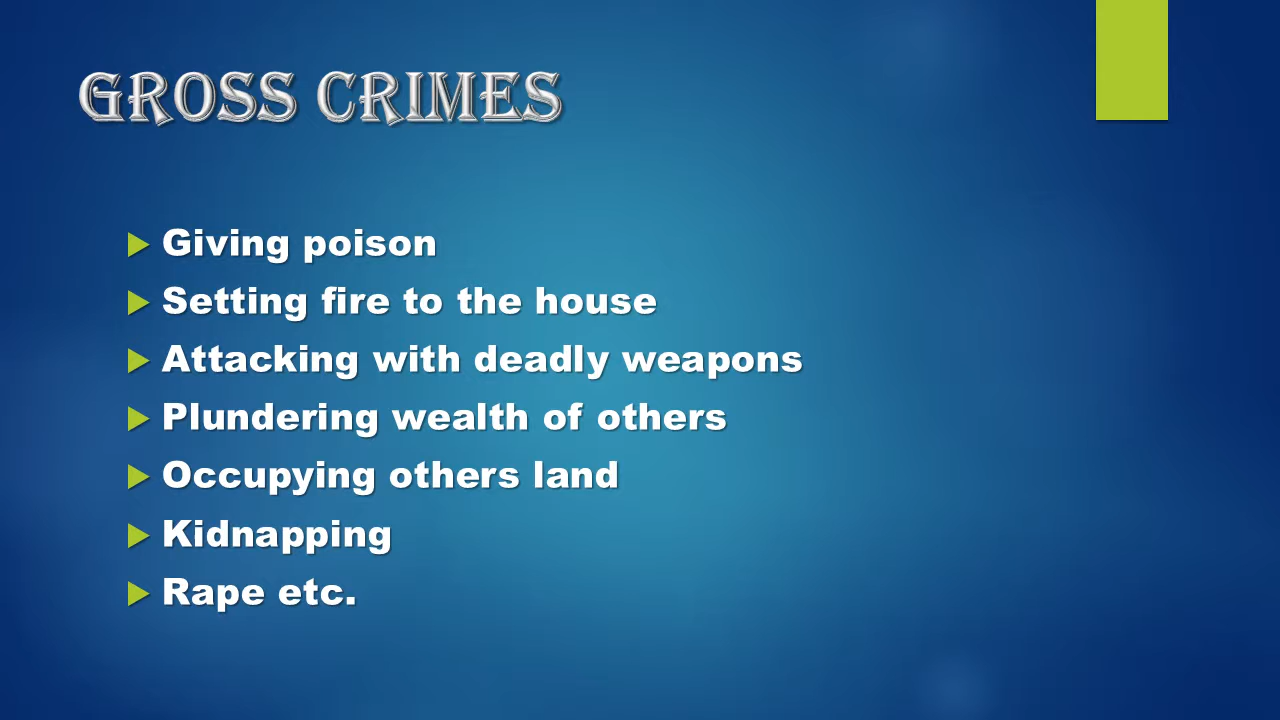 GROSS CRIMES
Giving poison
Setting fire to the house
Attacking with deadly weapons
Plundering wealth of others
Occupying others land
Kidnapping
Rape etc.